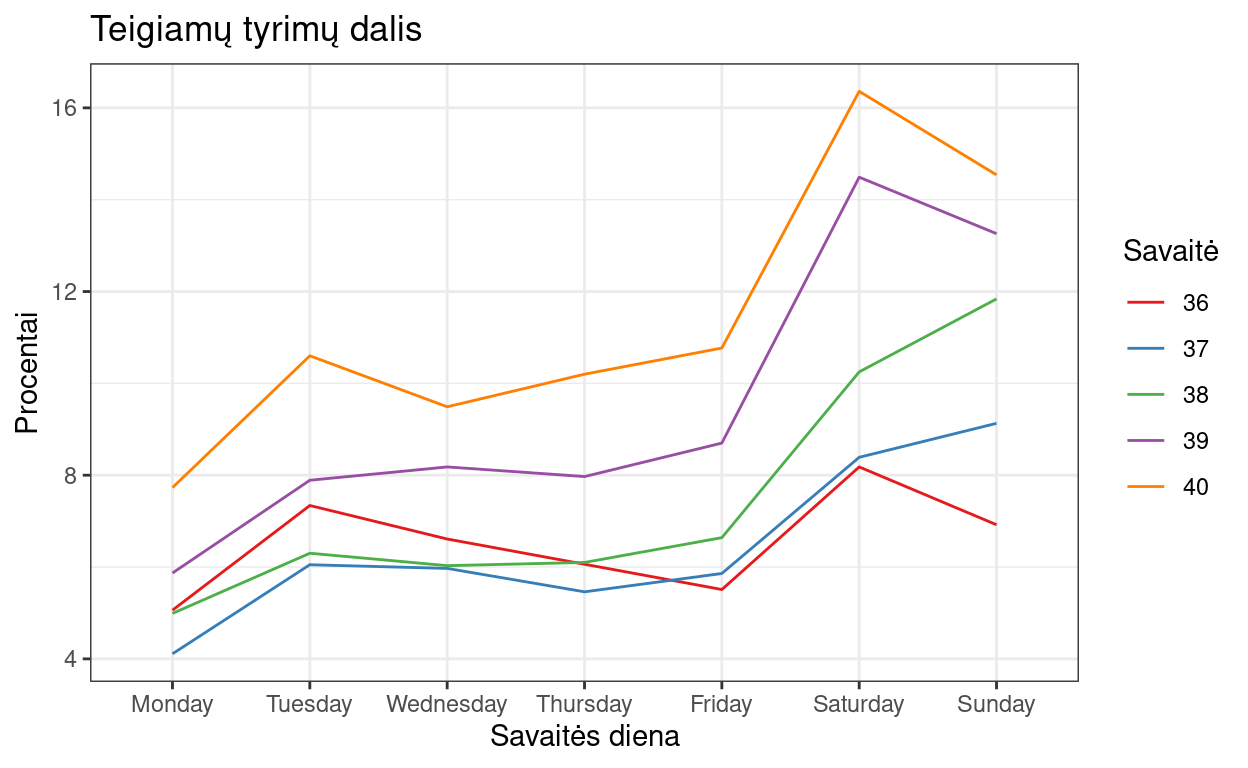 Teigiamų tyrimų dalis
Procentai
16
12
8
4
Monday Tuesday Wednesday Thursday Friday Saturday Sunday
Savaitės diena
Savaitė
36
37
38
39
40